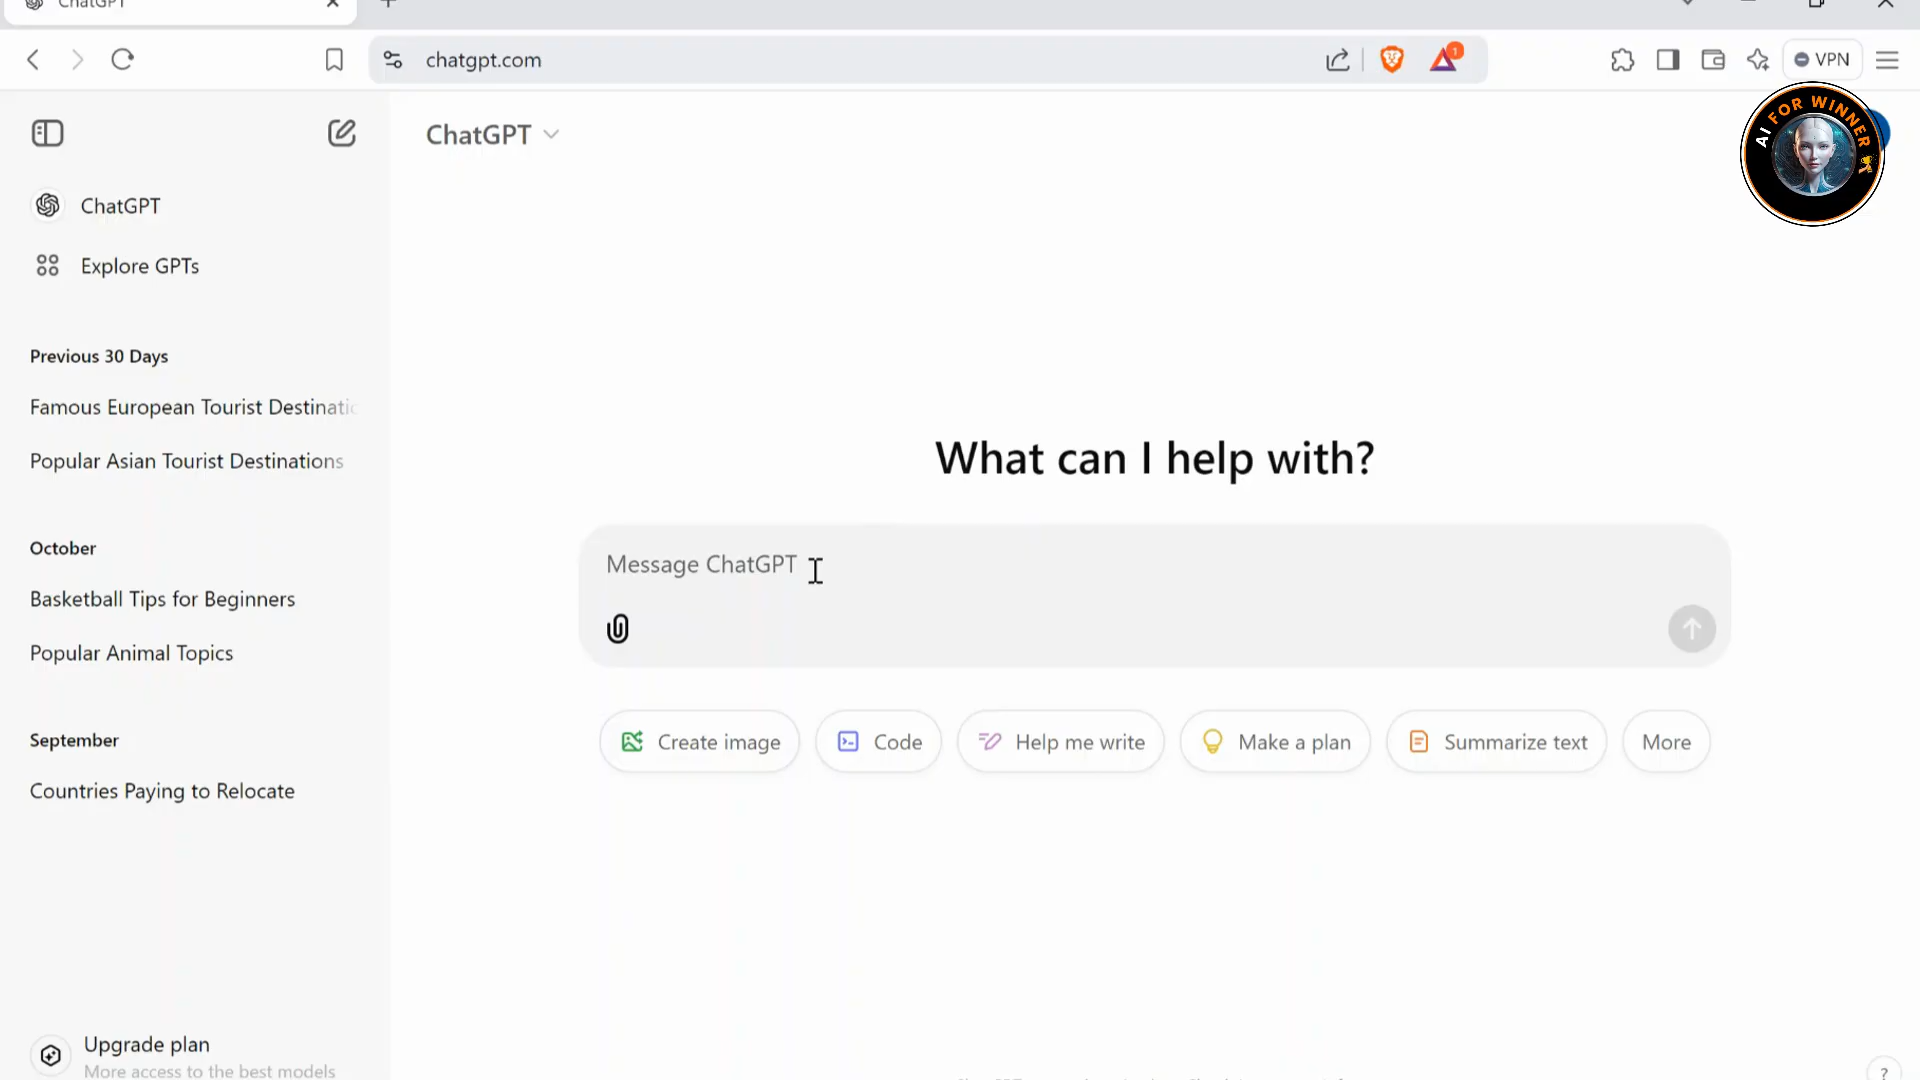 ChatGPT
chatgpt.com
1
VPN
AI FOR WINNER
ChatGPT
ChatGPT
Explore GPTs
Previous 30 Days
Famous European Tourist Destinatio
Popular Asian Tourist Destinations
October
Basketball Tips for Beginners
Popular Animal Topics
September
Countries Paying to Relocate
What can I help with?
Message ChatGPT
Create image
Code
Help me write
Make a plan
Summarize text
More
Upgrade plan
More access to the best models
?